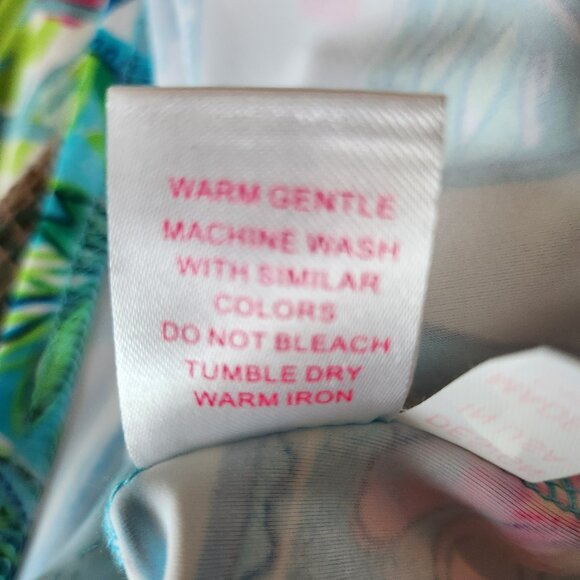 WARM GENTLE
MACHINE WASH
WITH SIMILAR
COLORS
DO NOT BLEACH
TUMBLE DRY
WARM IRON